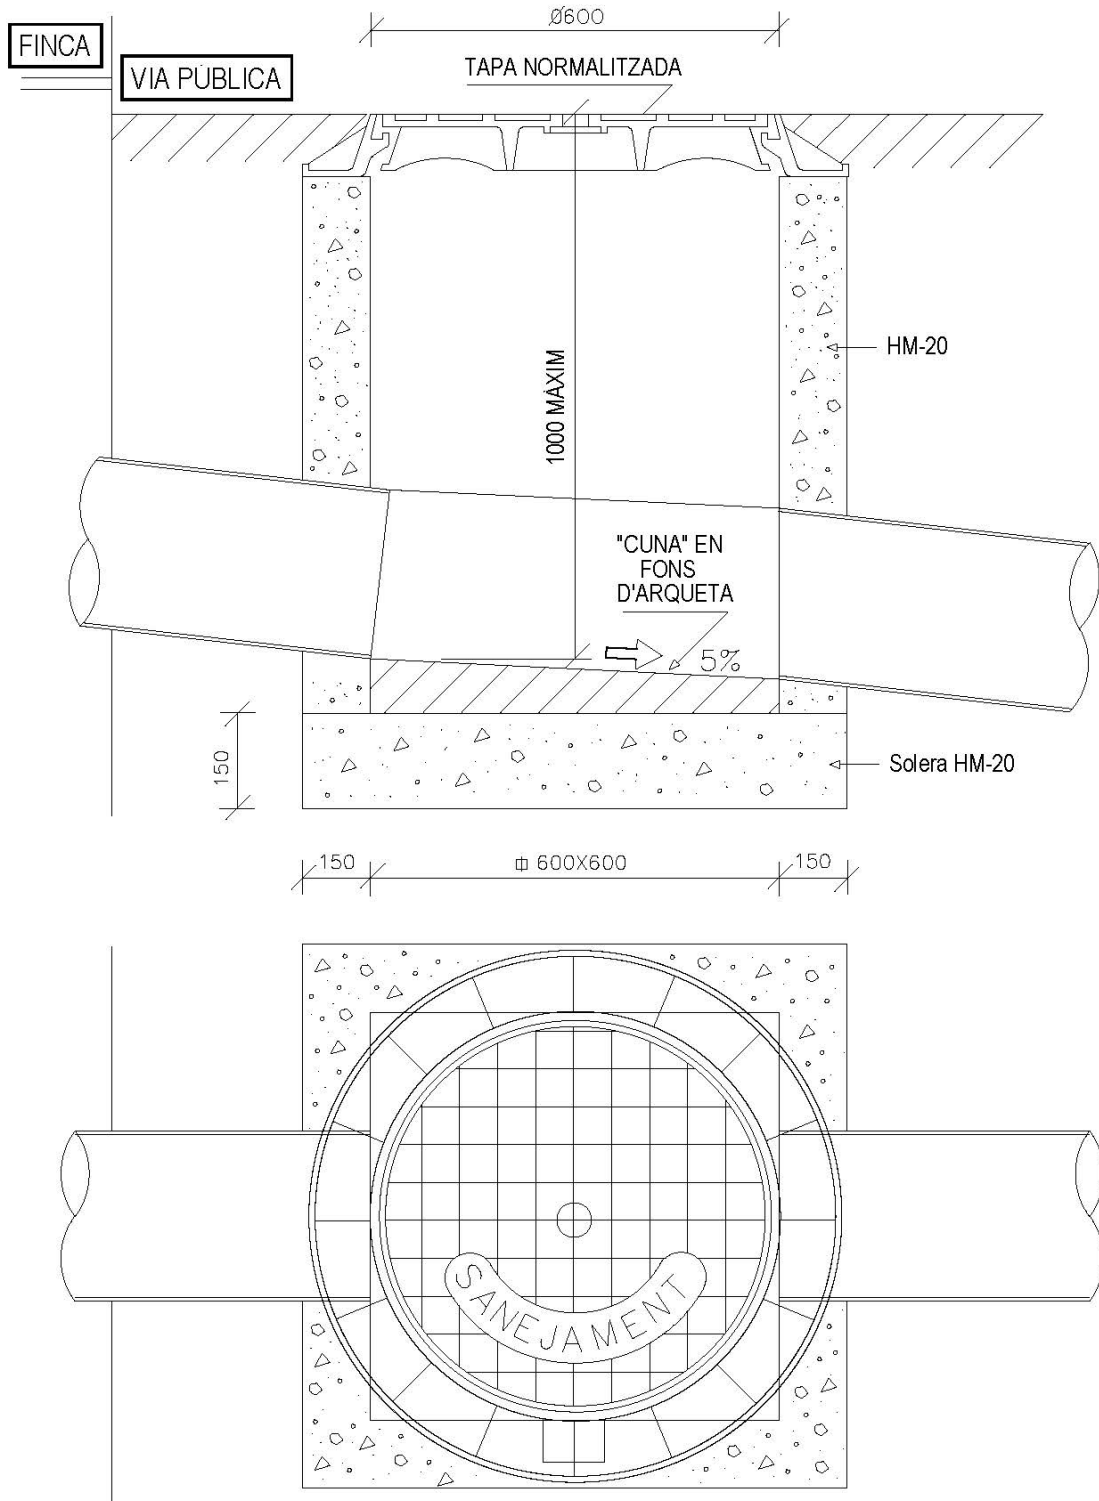 Ø600
FINCA
VIA PÚBLICA
TAPA NORMALITZADA
HM-20
1000 MÀXIM
"CUNA" EN
FONS
D'ARQUETA
5%
150
Solera HM-20
150
600X600
150
SANEJAMENT